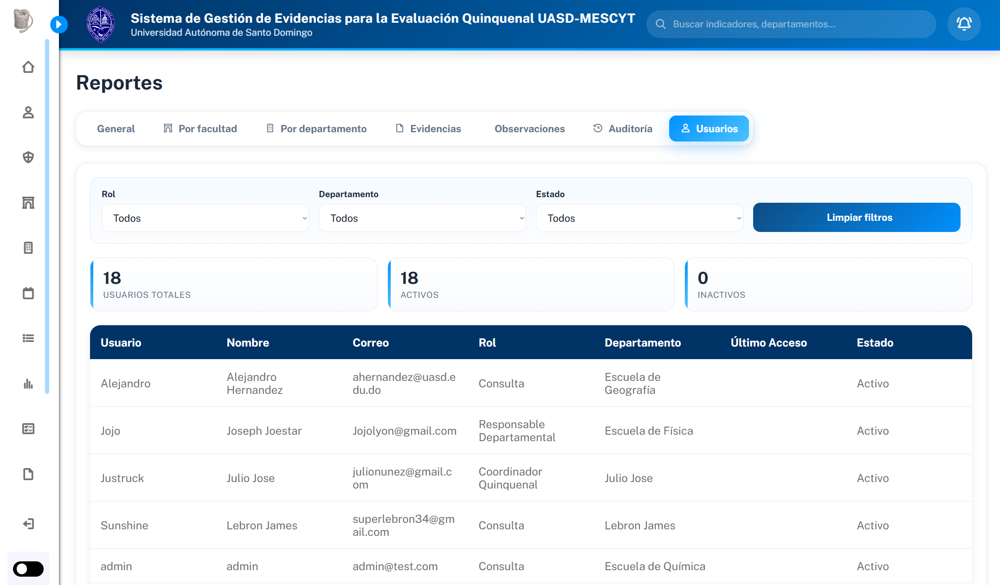 Sistema de Gestión de Evidencias para la Evaluación Quinquenal UASD-MESCYT
Universidad Autónoma de Santo Domingo
Buscar indicadores, departamentos...
Reportes
General
Por facultad
Por departamento
Evidencias
Observaciones
Auditoría
Usuarios
Rol
Departamento
Estado
Todos
Todos
Todos
Limpiar filtros
18
USUARIOS TOTALES
18
ACTIVOS
0
INACTIVOS
Usuario Nombre Correo Rol Departamento Último Acceso Estado
Alejandro
Alejandro
Hernandez
ahernandez@uasd.e
du.do
Consulta
Escuela de
Geografía
Activo
Jojo
Joseph Joestar
Jojolyon@gmail.com
Responsable
Departamental
Escuela de Física
Activo
Justruck
Julio Jose
julionunez@gmail.c
om
Coordinador
Quinquenal
Julio Jose
Activo
Sunshine
Lebron James
superlebron34@gm
ail.com
Consulta
Lebron James
Activo
admin
admin
admin@test.com
Consulta
Escuela de Química
Activo